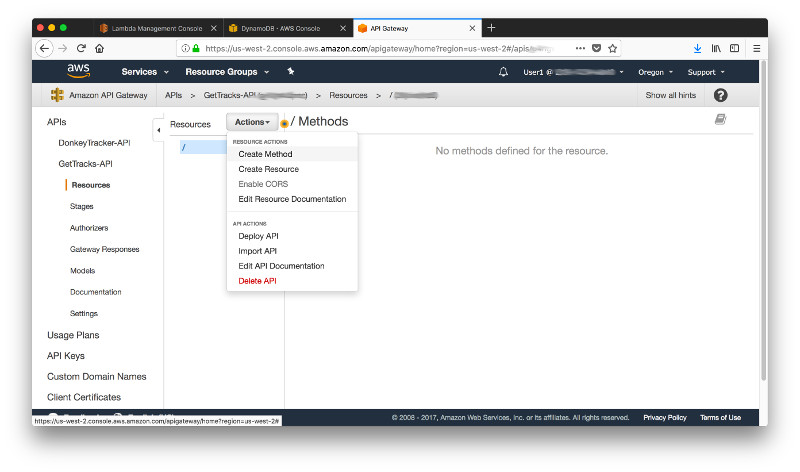 Lambda Management Console
DynamoDB - AWS Console
API Gateway
https://us-west-2.console.aws.amazon.com/apigateway/home?region=us-west-2#/apis/
aws
Services
Resource Groups
User1 @
Oregon
Support
Amazon API Gateway
APIs > GetTracks-API > Resources > /
Show all hints
?
APIs
DonkeyTracker-API
GetTracks-API
Resources
Stages
Authorizers
Gateway Responses
Models
Documentation
Settings
Usage Plans
API Keys
Custom Domain Names
Client Certificates
Resources
Actions
/
RESOURCE ACTIONS
Create Method
Create Resource
Enable CORS
Edit Resource Documentation
API ACTIONS
Deploy API
Import API
Edit API Documentation
Delete API
/ Methods
No methods defined for the resource.
© 2008 - 2017, Amazon Web Services, Inc. or its affiliates. All rights reserved.
Privacy Policy
Terms of Use
https://us-west-2.console.aws.amazon.com/apigateway/home?region=us-west-2#